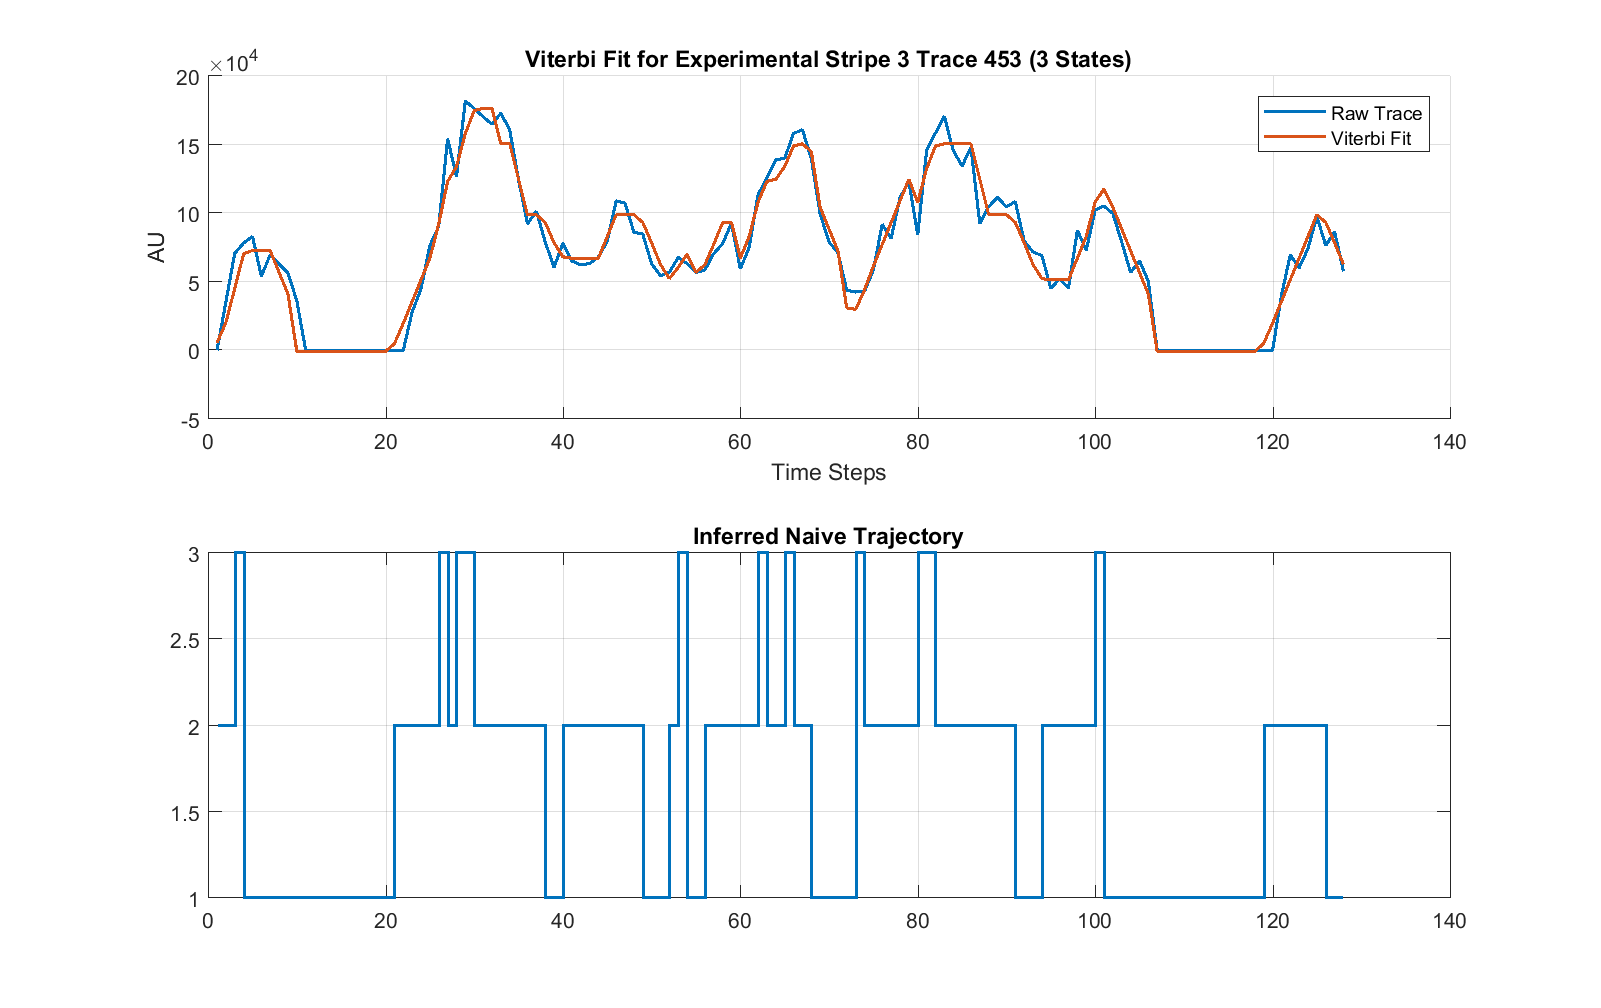 Viterbi Fit for Experimental Stripe 3 Trace 453 (3 States)
×10⁴
20
15
10
5
0
-5
AU
Raw Trace
Viterbi Fit
0 20 40 60 80 100 120 140
Time Steps
Inferred Naive Trajectory
3
2.5
2
1.5
1
0 20 40 60 80 100 120 140